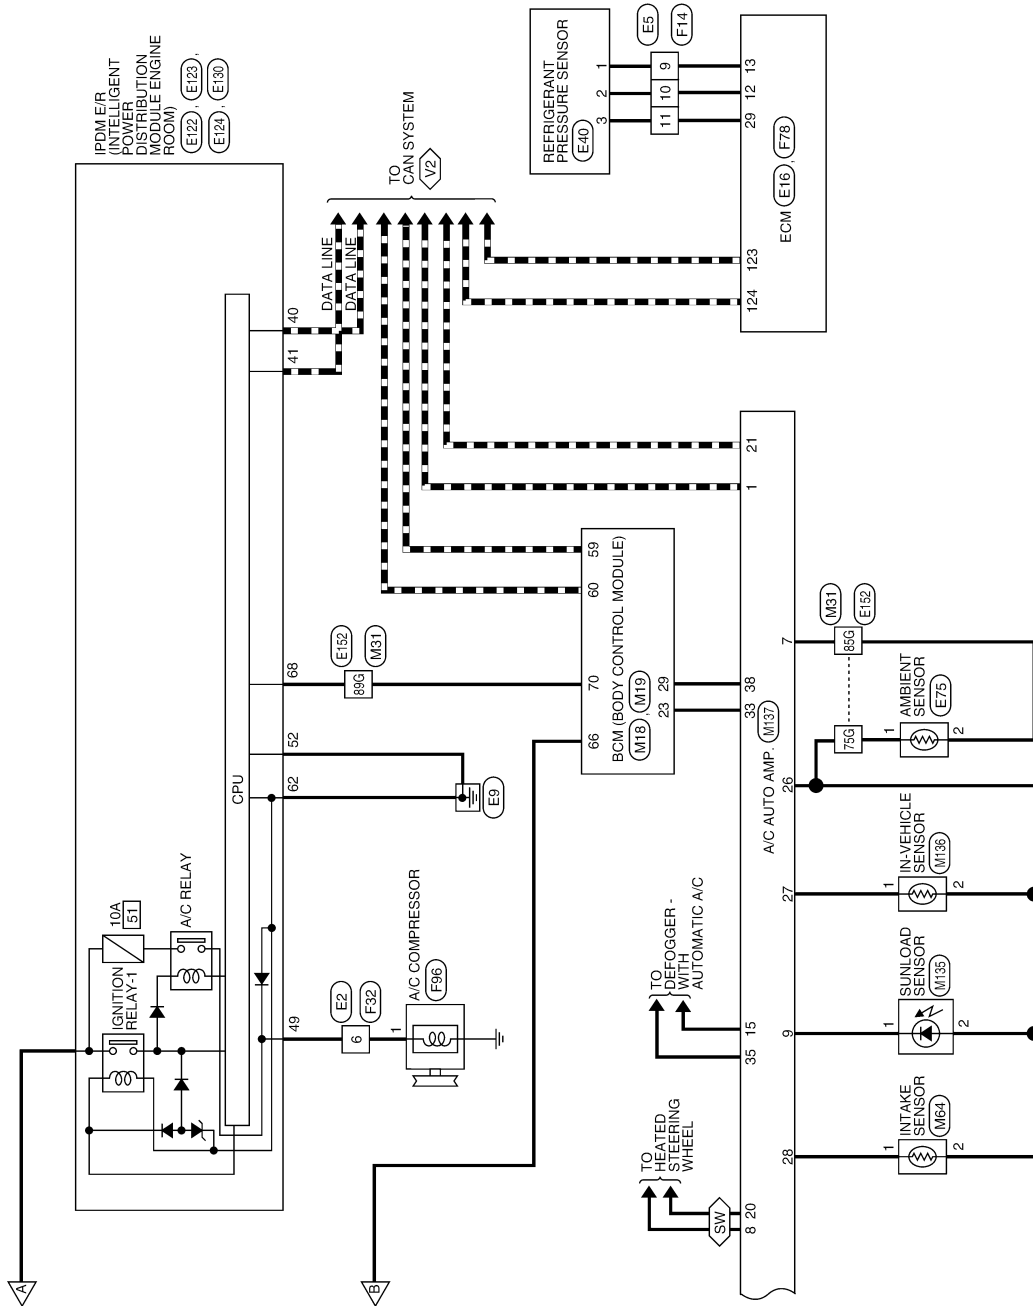 IPDM E/R
(INTELLIGENT
POWER
DISTRIBUTION
MODULE ENGINE
ROOM)
E122 , E123 ,
E124 , E130
CPU
10A
51
IGNITION
RELAY-1
A/C RELAY
49
62
52
68
41
40
A
B
E2
F32
6
1
A/C COMPRESSOR
F96
E9
E152
M31
89G
DATA LINE
DATA LINE
TO
CAN SYSTEM
V2
REFRIGERANT
PRESSURE SENSOR
E40
3
2
1
E5
F14
11
10
9
29
12
13
ECM E16 , F78
124
123
66
70
60
59
BCM (BODY CONTROL MODULE)
M18 , M19
23
29
TO
HEATED
STEERING
WHEEL
SW
TO
DEFOGGER -
WITH
AUTOMATIC A/C
8
20
35
15
33
38
1
21
A/C AUTO AMP. M137
28
9
27
26
7
M31
E152
75G
85G
1
INTAKE
SENSOR
M64
2
1
SUNLOAD
SENSOR
M135
2
1
IN-VEHICLE
SENSOR
M136
2
1
AMBIENT
SENSOR
E75
2